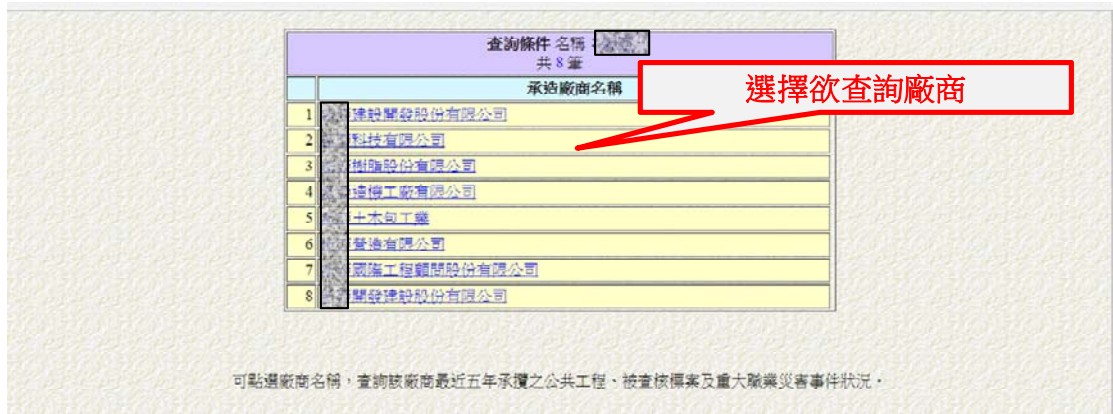 查詢條件 名稱：
共 8 筆
承造廠商名稱
選擇欲查詢廠商
1 建設開發股份有限公司
2 科技有限公司
3 樹脂股份有限公司
4 造機工廠有限公司
5 土木包工業
6 營造有限公司
7 國際工程顧問股份有限公司
8 開發建設股份有限公司
可點選廠商名稱，查詢該廠商最近五年承攬之公共工程、被查核標案及重大職業災害事件狀況。